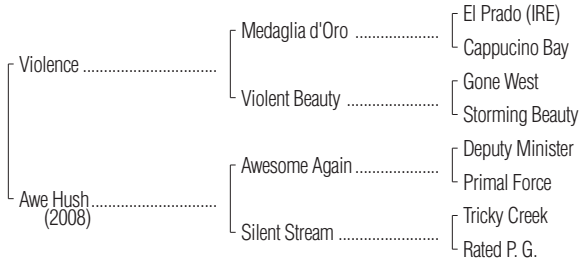 El Prado (IRE)
Medaglia d'Oro ....................
Cappucino Bay
Violence ................................
Gone West
Violent Beauty ......................
Storming Beauty
Deputy Minister
Awesome Again ....................
Primal Force
Awe Hush..............................
(2008)
Tricky Creek
Silent Stream ........................
Rated P. G.